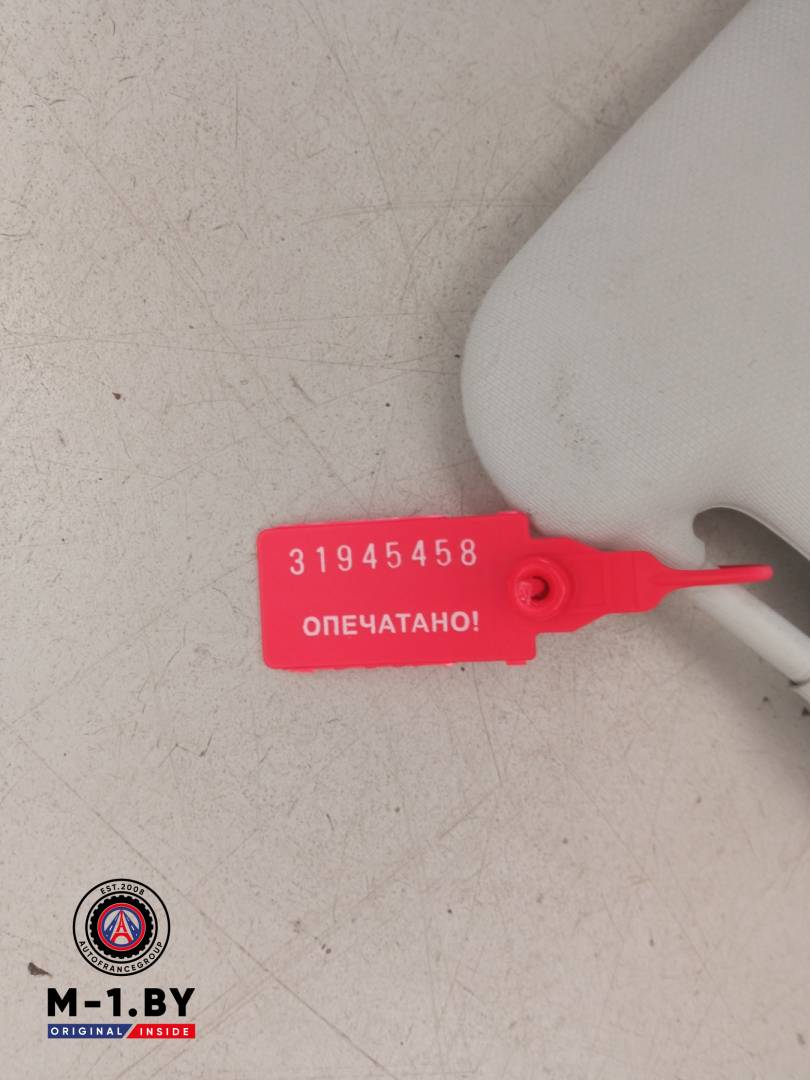 31945458
ОПЕЧАТАНО!
EST.2008
AUTOFRANCEGROUP
M-1.BY
ORIGINAL INSIDE